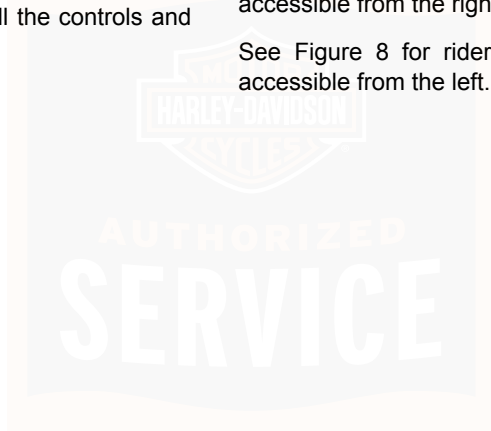 ll the controls and
accessible from the righ
See Figure 8 for rider
accessible from the left.
MOTOR
HARLEY-DAVIDSON
CYCLES
AUTHORIZED
SERVICE